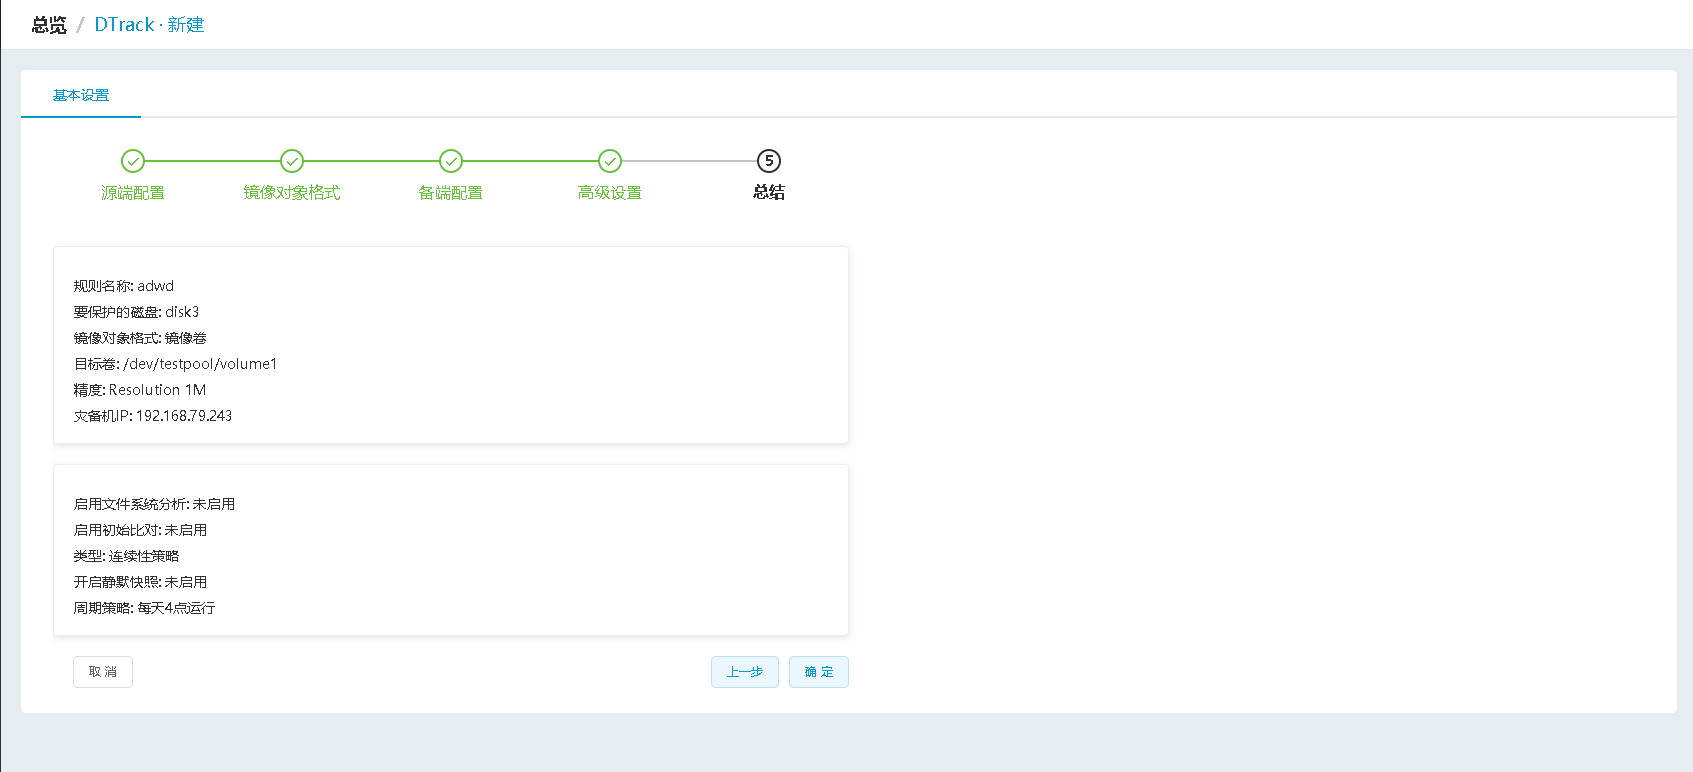 总览 / DTrack · 新建
基本设置
5
源端配置 镜像对象格式 备端配置 高级设置 总结
规则名称: adwd
要保护的磁盘: disk3
镜像对象格式: 镜像卷
目标卷: /dev/testpool/volume1
精度: Resolution 1M
灾备机IP: 192.168.79.243
启用文件系统分析: 未启用
启用初始比对: 未启用
类型: 连续性策略
开启静默快照: 未启用
周期策略: 每天4点运行
取 消 上一步 确 定